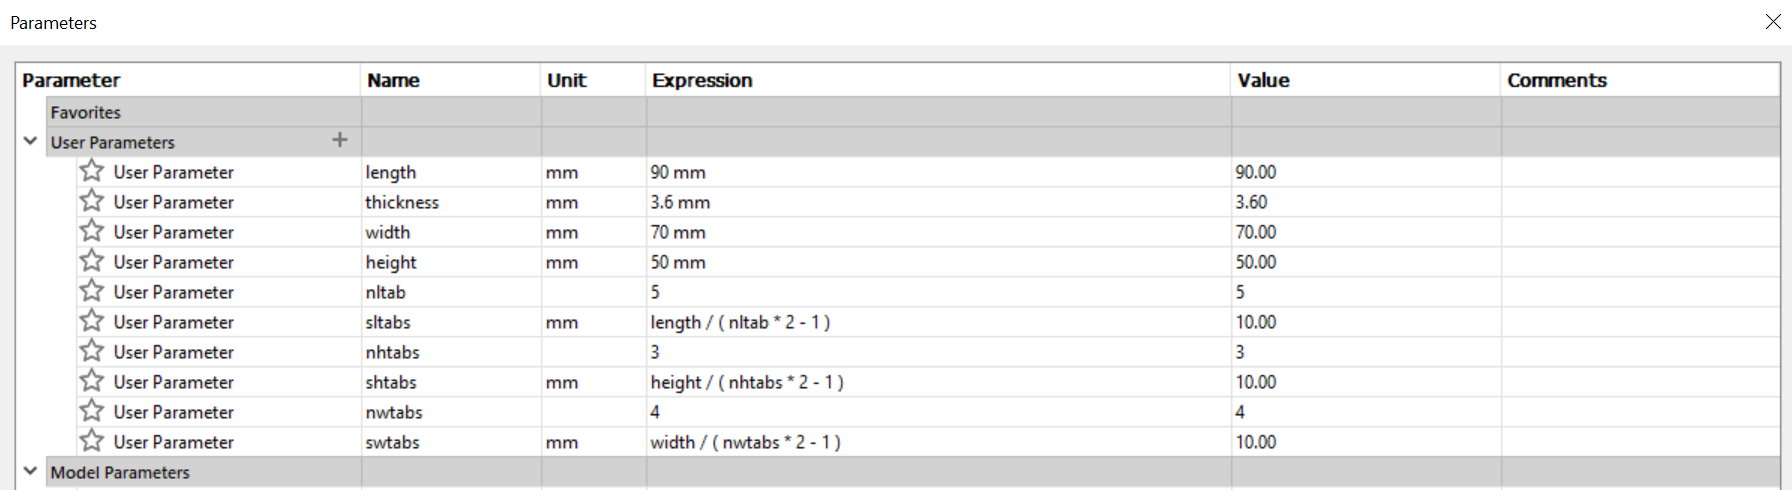 Parameters
Parameter Name Unit Expression Value Comments
Favorites
User Parameters +
User Parameter length mm 90 mm 90.00
User Parameter thickness mm 3.6 mm 3.60
User Parameter width mm 70 mm 70.00
User Parameter height mm 50 mm 50.00
User Parameter nltab 5 5
User Parameter sltabs mm length / ( nltab * 2 - 1 ) 10.00
User Parameter nhtabs 3 3
User Parameter shtabs mm height / ( nhtabs * 2 - 1 ) 10.00
User Parameter nwtabs 4 4
User Parameter swtabs mm width / ( nwtabs * 2 - 1 ) 10.00
Model Parameters